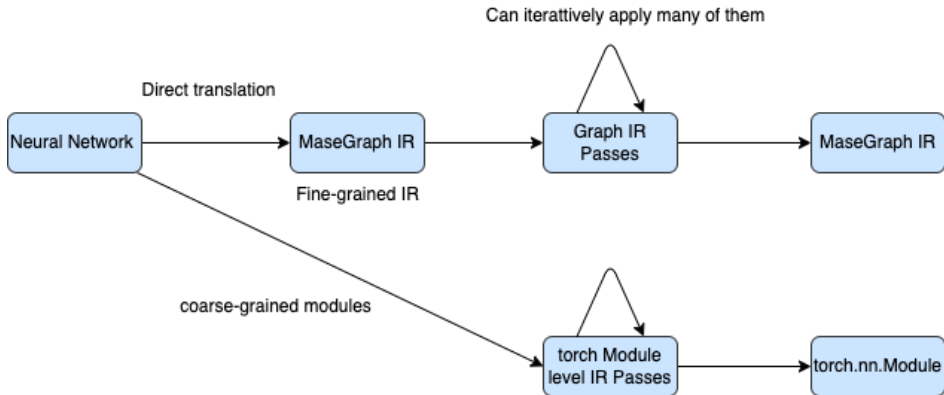 Can iterattively apply many of them
Direct translation
Neural Network
MaseGraph IR
Graph IR
Passes
MaseGraph IR
Fine-grained IR
coarse-grained modules
torch Module
level IR Passes
torch.nn.Module